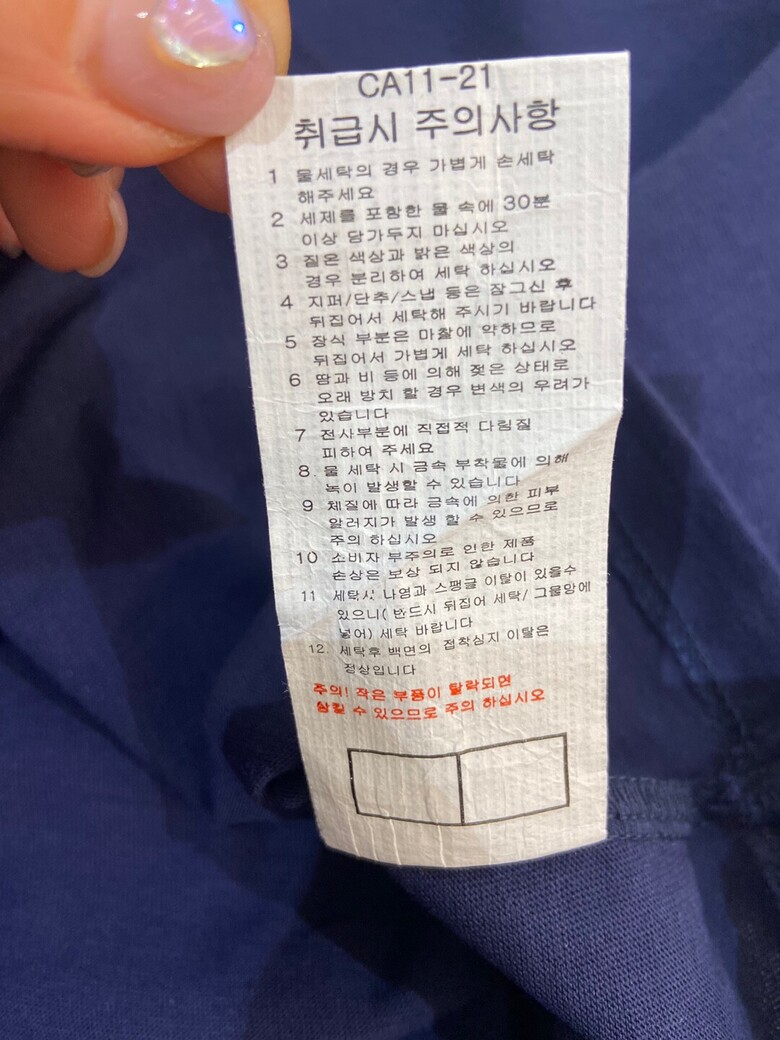 CA11-21
취급시 주의사항
1 물세탁의 경우 가볍게 손세탁
해주세요
2 세제를 포함한 물 속에 30분
이상 당가두지 마십시오
3 짙은 색상과 밝은 색상의
경우 분리하여 세탁 하십시오
4 지퍼/단추/스냅 등은 잠그신 후
뒤집어서 세탁해 주시기 바랍니다
5 장식 부분은 마찰에 약하므로
뒤집어서 가볍게 세탁 하십시오
6 땀과 비 등에 의해 젖은 상태로
오래 방치 할 경우 변색의 우려가
있습니다
7 전사부분에 직접적 다림질
피하여 주세요
8. 물 세탁 시 금속 부착물에 의해
녹이 발생할 수 있습니다
9 체질에 따라 금속에 의한 피부
알러지가 발생 할 수 있으므로
주의 하십시오
10 소비자 부주의로 인한 제품
손상은 보상 되지 않습니다
11 세탁시 나염과 스팽글 이탈이 있을수
있으니( 반드시 뒤집어 세탁/ 그물망에
넣어) 세탁 바랍니다
12. 세탁후 백면의 접착심지 이탈은
정상입니다
주의! 작은 부품이 탈락되면
삼킬 수 있으므로 주의 하십시오